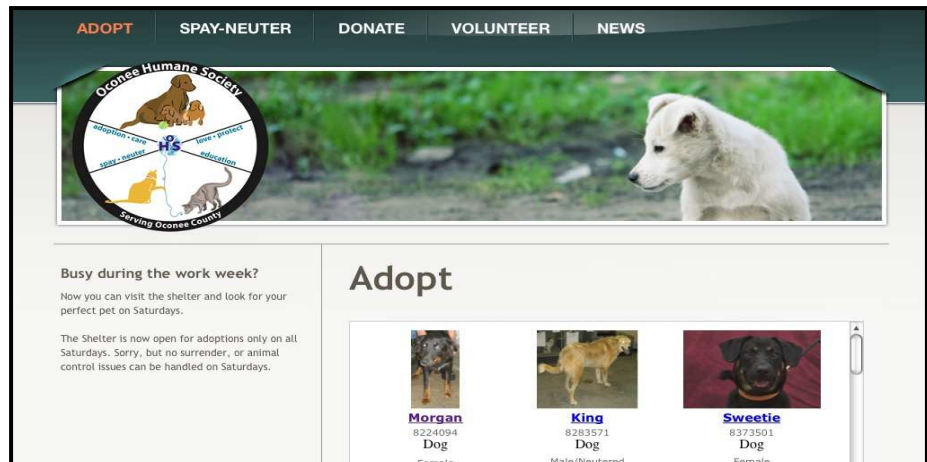 ADOPT SPAY-NEUTER DONATE VOLUNTEER NEWS
Oconee Humane Society
adoption • care
love • protect
OHS
spay • neuter
education
Serving Oconee County
Busy during the work week?
Now you can visit the shelter and look for your
perfect pet on Saturdays.
The Shelter is now open for adoptions only on all
Saturdays. Sorry, but no surrender, or animal
control issues can be handled on Saturdays.
Adopt
Morgan King Sweetie
8224094 8283571 8373501
Dog Dog Dog
Female Male/Neutered Female